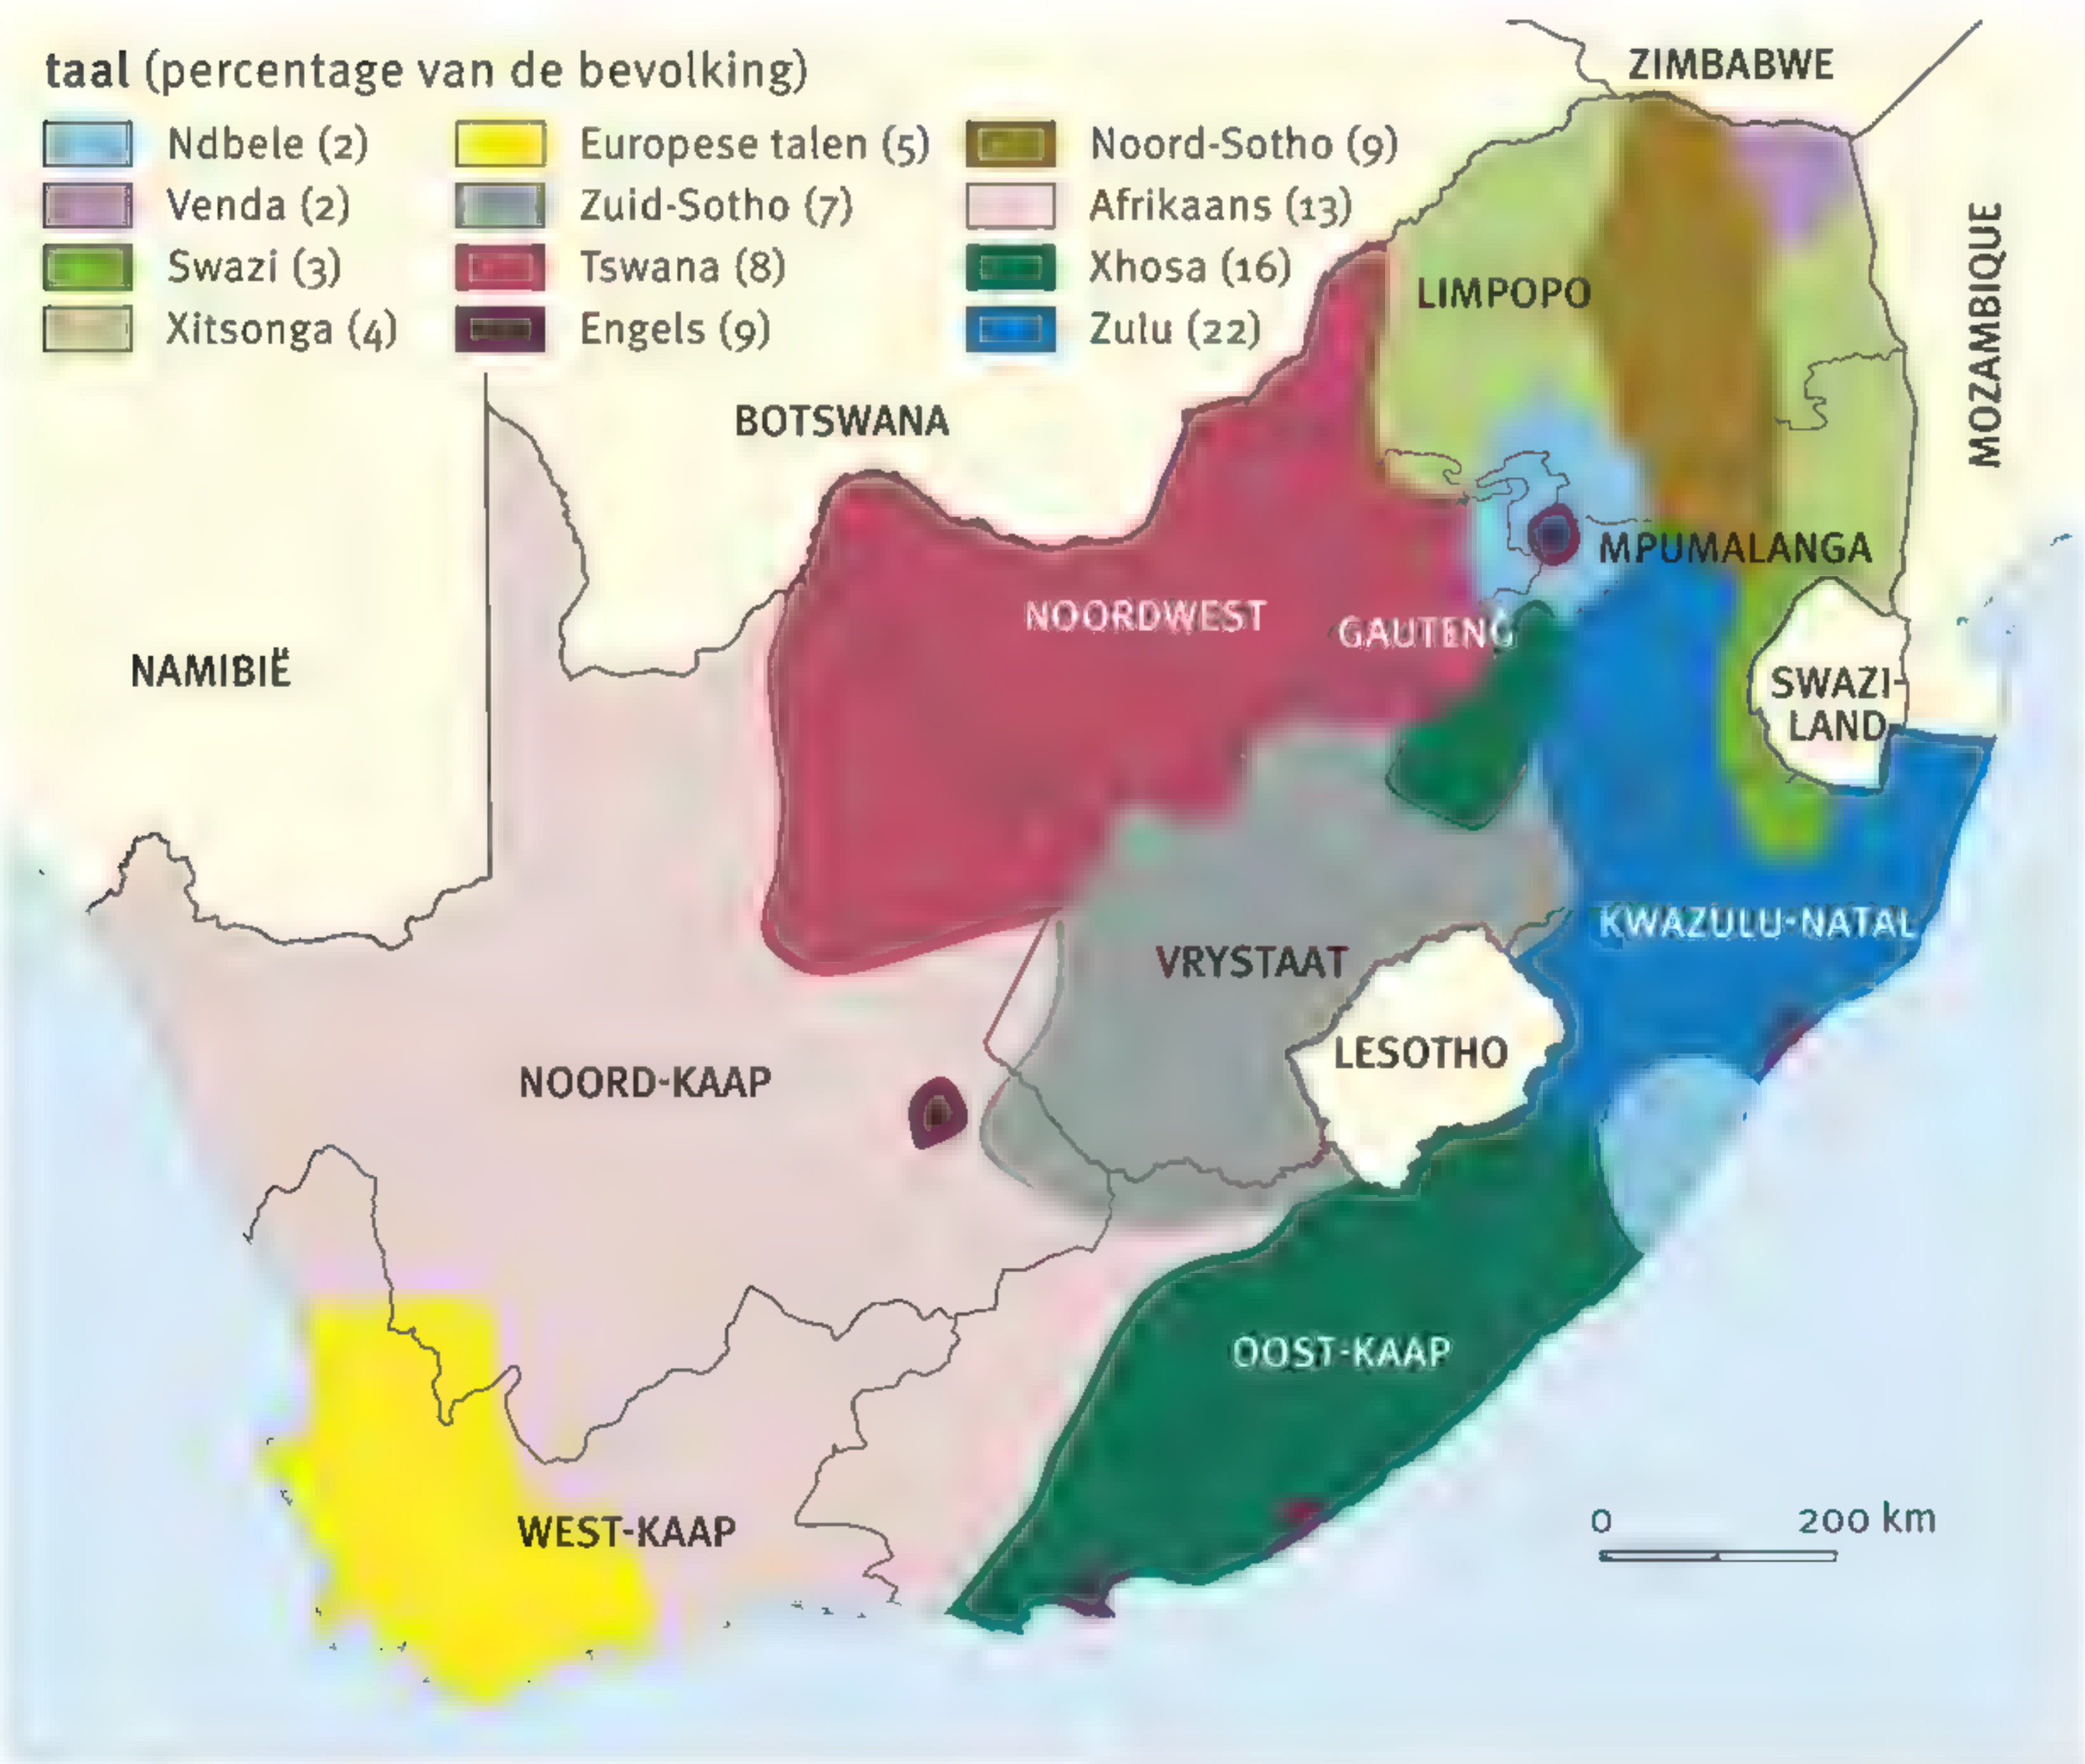 taal (percentage van de bevolking)
Ndbele (2)
Venda (2)
Swazi (3)
Xitsonga (4)
Europese talen (5)
Zuid-Sotho (7)
Tswana (8)
Engels (9)
Noord-Sotho (9)
Afrikaans (13)
Xhosa (16)
Zulu (22)
ZIMBABWE
MOZAMBIQUE
LIMPOPO
BOTSWANA
MPUMALANGA
NOORDWEST
GAUTENG
NAMIBIË
SWAZI-
LAND
KWAZULU-NATAL
VRYSTAAT
LESOTHO
NOORD-KAAP
OOST-KAAP
WEST-KAAP
0 200 km